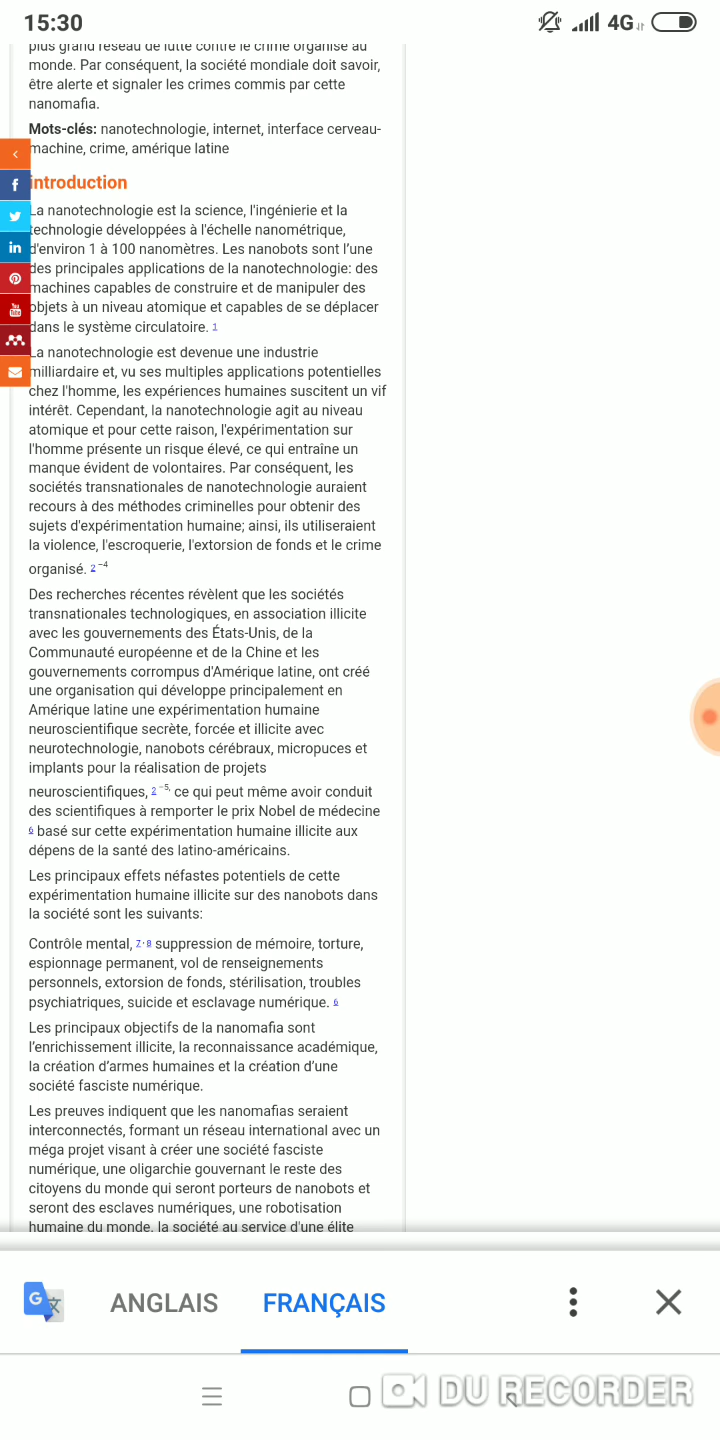 15:30
4G
plus grand réseau de lutte contre le crime organisé au
monde. Par conséquent, la société mondiale doit savoir,
être alerte et signaler les crimes commis par cette
nanomafia.
Mots-clés: nanotechnologie, internet, interface cerveau-
machine, crime, amérique latine
introduction
La nanotechnologie est la science, l'ingénierie et la
technologie développées à l'échelle nanométrique,
d'environ 1 à 100 nanomètres. Les nanobots sont l’une
des principales applications de la nanotechnologie: des
machines capables de construire et de manipuler des
objets à un niveau atomique et capables de se déplacer
dans le système circulatoire. 1
La nanotechnologie est devenue une industrie
milliardaire et, vu ses multiples applications potentielles
chez l'homme, les expériences humaines suscitent un vif
intérêt. Cependant, la nanotechnologie agit au niveau
atomique et pour cette raison, l'expérimentation sur
l'homme présente un risque élevé, ce qui entraîne un
manque évident de volontaires. Par conséquent, les
sociétés transnationales de nanotechnologie auraient
recours à des méthodes criminelles pour obtenir des
sujets d'expérimentation humaine; ainsi, ils utiliseraient
la violence, l'escroquerie, l'extorsion de fonds et le crime
organisé. 2 –4
Des recherches récentes révèlent que les sociétés
transnationales technologiques, en association illicite
avec les gouvernements des États-Unis, de la
Communauté européenne et de la Chine et les
gouvernements corrompus d'Amérique latine, ont créé
une organisation qui développe principalement en
Amérique latine une expérimentation humaine
neuroscientifique secrète, forcée et illicite avec
neurotechnologie, nanobots cérébraux, micropuces et
implants pour la réalisation de projets
neuroscientifiques, 2 –5, ce qui peut même avoir conduit
des scientifiques à remporter le prix Nobel de médecine
6 basé sur cette expérimentation humaine illicite aux
dépens de la santé des latino-américains.
Les principaux effets néfastes potentiels de cette
expérimentation humaine illicite sur des nanobots dans
la société sont les suivants:
Contrôle mental, 7, 8 suppression de mémoire, torture,
espionnage permanent, vol de renseignements
personnels, extorsion de fonds, stérilisation, troubles
psychiatriques, suicide et esclavage numérique. 6
Les principaux objectifs de la nanomafia sont
l’enrichissement illicite, la reconnaissance académique,
la création d’armes humaines et la création d’une
société fasciste numérique.
Les preuves indiquent que les nanomafias seraient
interconnectés, formant un réseau international avec un
méga projet visant à créer une société fasciste
numérique, une oligarchie gouvernant le reste des
citoyens du monde qui seront porteurs de nanobots et
seront des esclaves numériques, une robotisation
humaine du monde, la société au service d'une élite
ANGLAIS FRANÇAIS
DU RECORDER